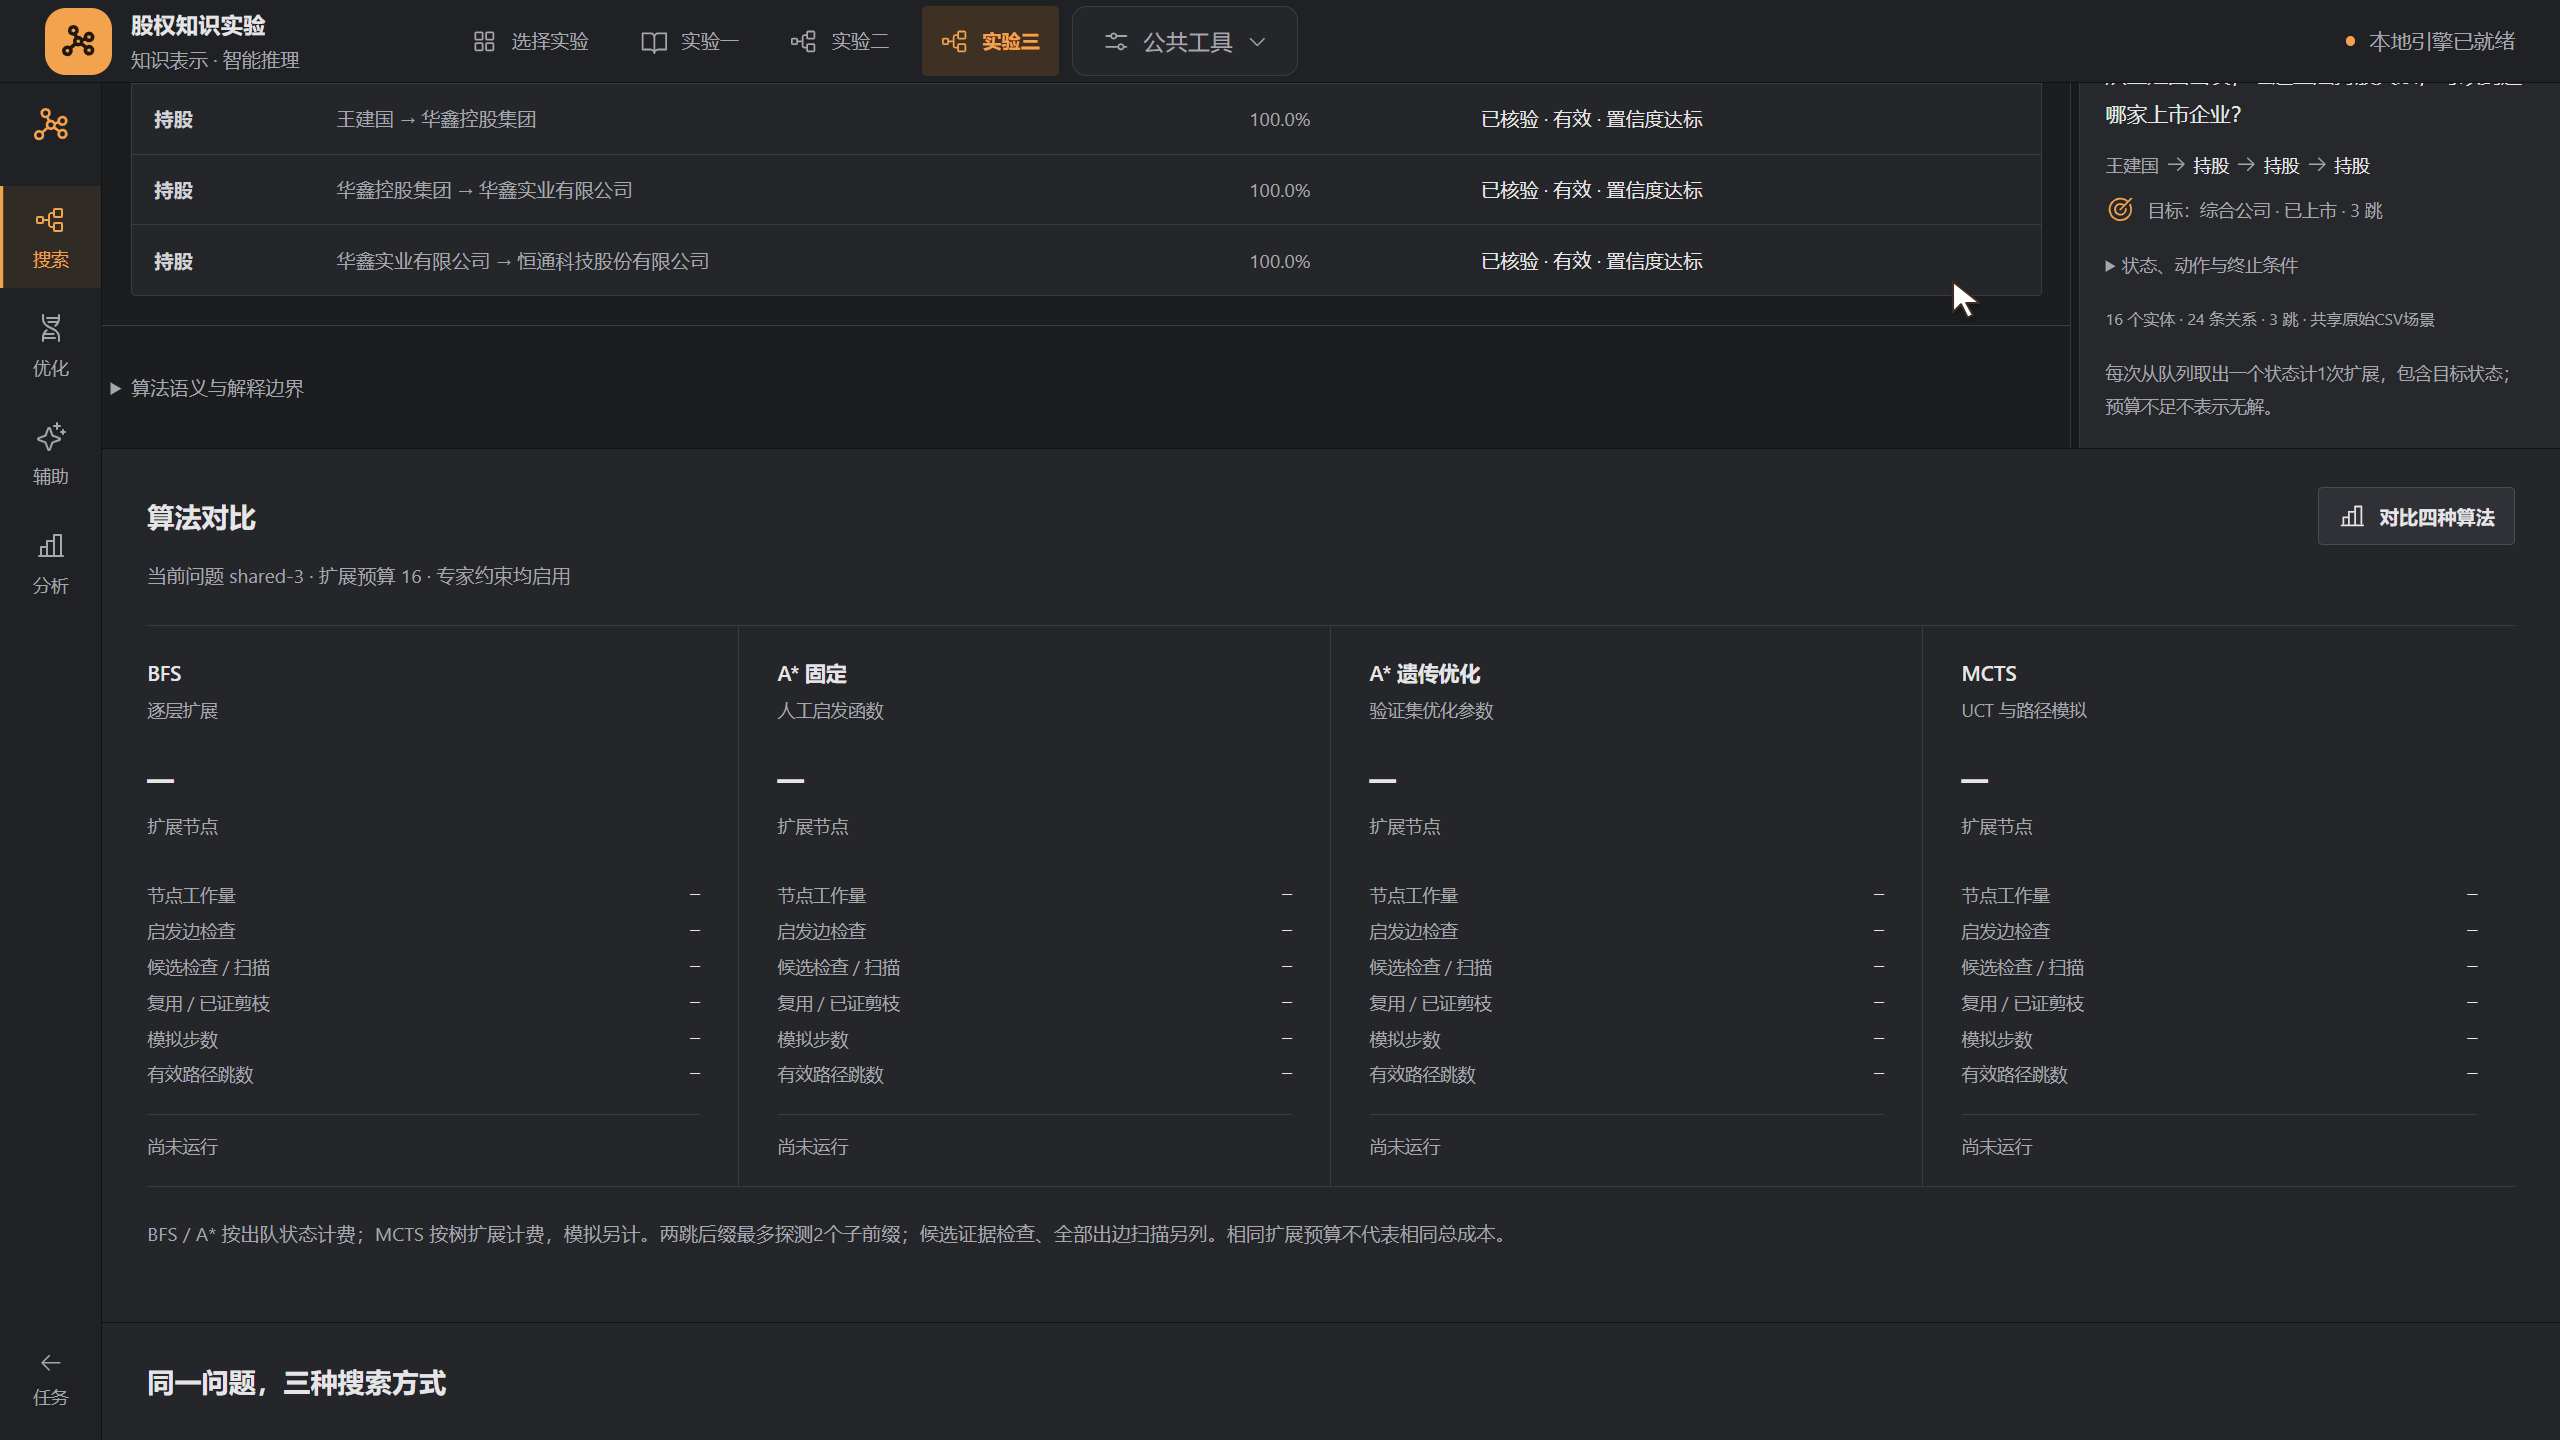 股权知识实验
知识表示 · 智能推理
选择实验
实验一
实验二
实验三
公共工具
本地引擎已就绪
搜索
优化
辅助
分析
任务
持股 王建国 → 华鑫控股集团 100.0% 已核验 · 有效 · 置信度达标
持股 华鑫控股集团 → 华鑫实业有限公司 100.0% 已核验 · 有效 · 置信度达标
持股 华鑫实业有限公司 → 恒通科技股份有限公司 100.0% 已核验 · 有效 · 置信度达标
▶ 算法语义与解释边界
哪家上市企业?
王建国 → 持股 → 持股 → 持股
目标：综合公司 · 已上市 · 3 跳
▶ 状态、动作与终止条件
16 个实体 · 24 条关系 · 3 跳 · 共享原始CSV场景
每次从队列取出一个状态计1次扩展，包含目标状态；
预算不足不表示无解。
算法对比
对比四种算法
当前问题 shared-3 · 扩展预算 16 · 专家约束均启用
BFS
逐层扩展
—
扩展节点
节点工作量 –
启发边检查 –
候选检查 / 扫描 –
复用 / 已证剪枝 –
模拟步数 –
有效路径跳数 –
尚未运行
A* 固定
人工启发函数
—
扩展节点
节点工作量 –
启发边检查 –
候选检查 / 扫描 –
复用 / 已证剪枝 –
模拟步数 –
有效路径跳数 –
尚未运行
A* 遗传优化
验证集优化参数
—
扩展节点
节点工作量 –
启发边检查 –
候选检查 / 扫描 –
复用 / 已证剪枝 –
模拟步数 –
有效路径跳数 –
尚未运行
MCTS
UCT 与路径模拟
—
扩展节点
节点工作量 –
启发边检查 –
候选检查 / 扫描 –
复用 / 已证剪枝 –
模拟步数 –
有效路径跳数 –
尚未运行
BFS / A* 按出队状态计费；MCTS 按树扩展计费，模拟另计。两跳后缀最多探测2个子前缀；候选证据检查、全部出边扫描另列。相同扩展预算不代表相同总成本。
同一问题，三种搜索方式